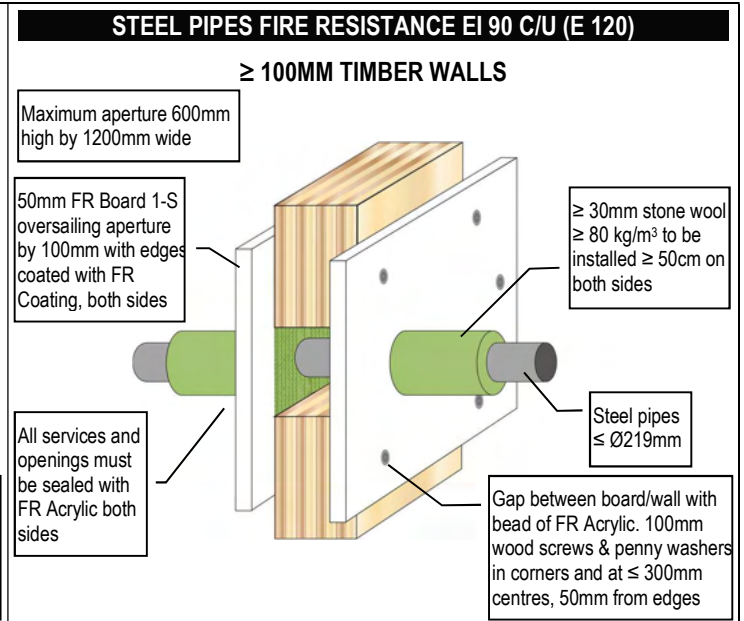 STEEL PIPES FIRE RESISTANCE EI 90 C/U (E 120)
≥ 100MM TIMBER WALLS
Maximum aperture 600mm
high by 1200mm wide
50mm FR Board 1-S
oversailing aperture
by 100mm with edges
coated with FR
Coating, both sides
≥ 30mm stone wool
≥ 80 kg/m³ to be
installed ≥ 50cm on
both sides
All services and
openings must
be sealed with
FR Acrylic both
sides
Steel pipes
≤ Ø219mm
Gap between board/wall with
bead of FR Acrylic. 100mm
wood screws & penny washers
in corners and at ≤ 300mm
centres, 50mm from edges